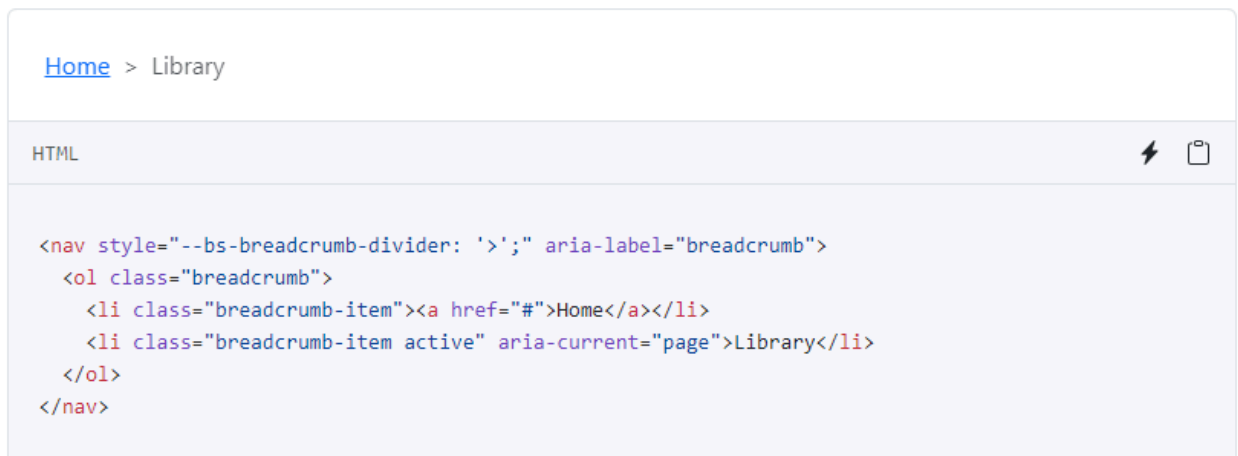 Home > Library
HTML
<nav style="--bs-breadcrumb-divider: '>';" aria-label="breadcrumb">
  <ol class="breadcrumb">
    <li class="breadcrumb-item"><a href="#">Home</a></li>
    <li class="breadcrumb-item active" aria-current="page">Library</li>
  </ol>
</nav>